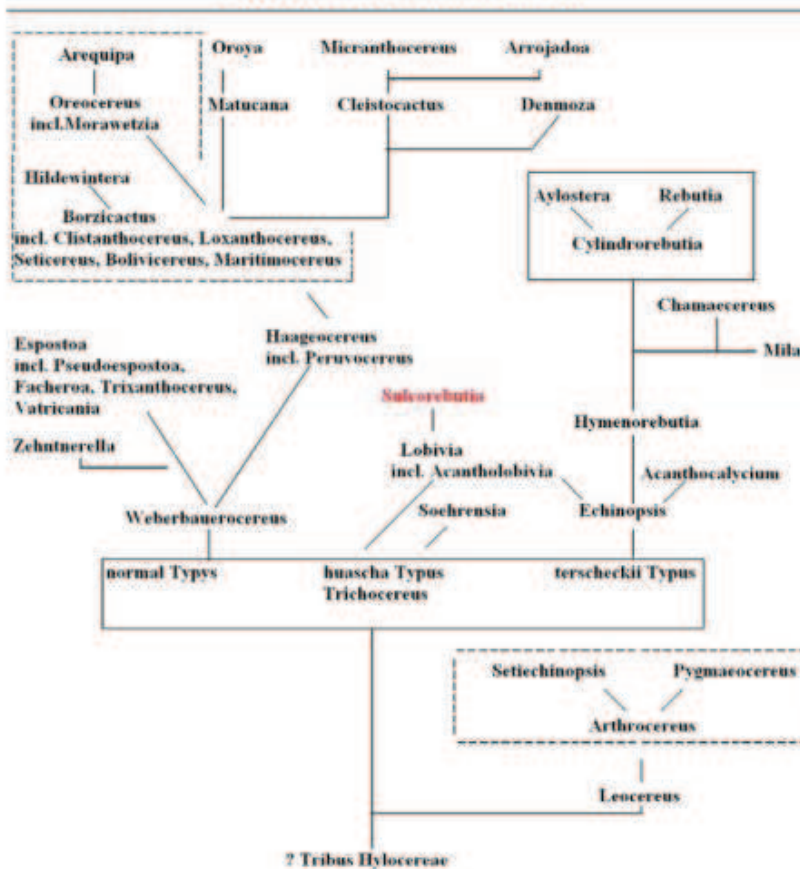 Arequipa
Oroya
Micranthocereus
Arrojadoa
Oreocereus
incl.Morawetzia
Matucana
Cleistocactus
Denmoza
Hildewintera
Borzicactus
incl. Clistanthocereus, Loxanthocereus,
Seticereus, Bolivicereus, Maritimocereus
Aylostera
Rebutia
Cylindrorebutia
Chamaecereus
Mila
Espostoa
incl. Pseudoespostoa,
Facheroa, Trixanthocereus,
Vatricania
Haageocereus
incl. Peruvocereus
Sulcorebutia
Hymenorebutia
Zehntnerella
Lobivia
incl. Acantholobivia
Acanthocalycium
Weberbauerocereus
Soehrensia
Echinopsis
normal Typys
huascha Typus
Trichocereus
terscheckii Typus
Setiechinopsis
Pygmaeocereus
Arthrocereus
Leocereus
? Tribus Hylocereae